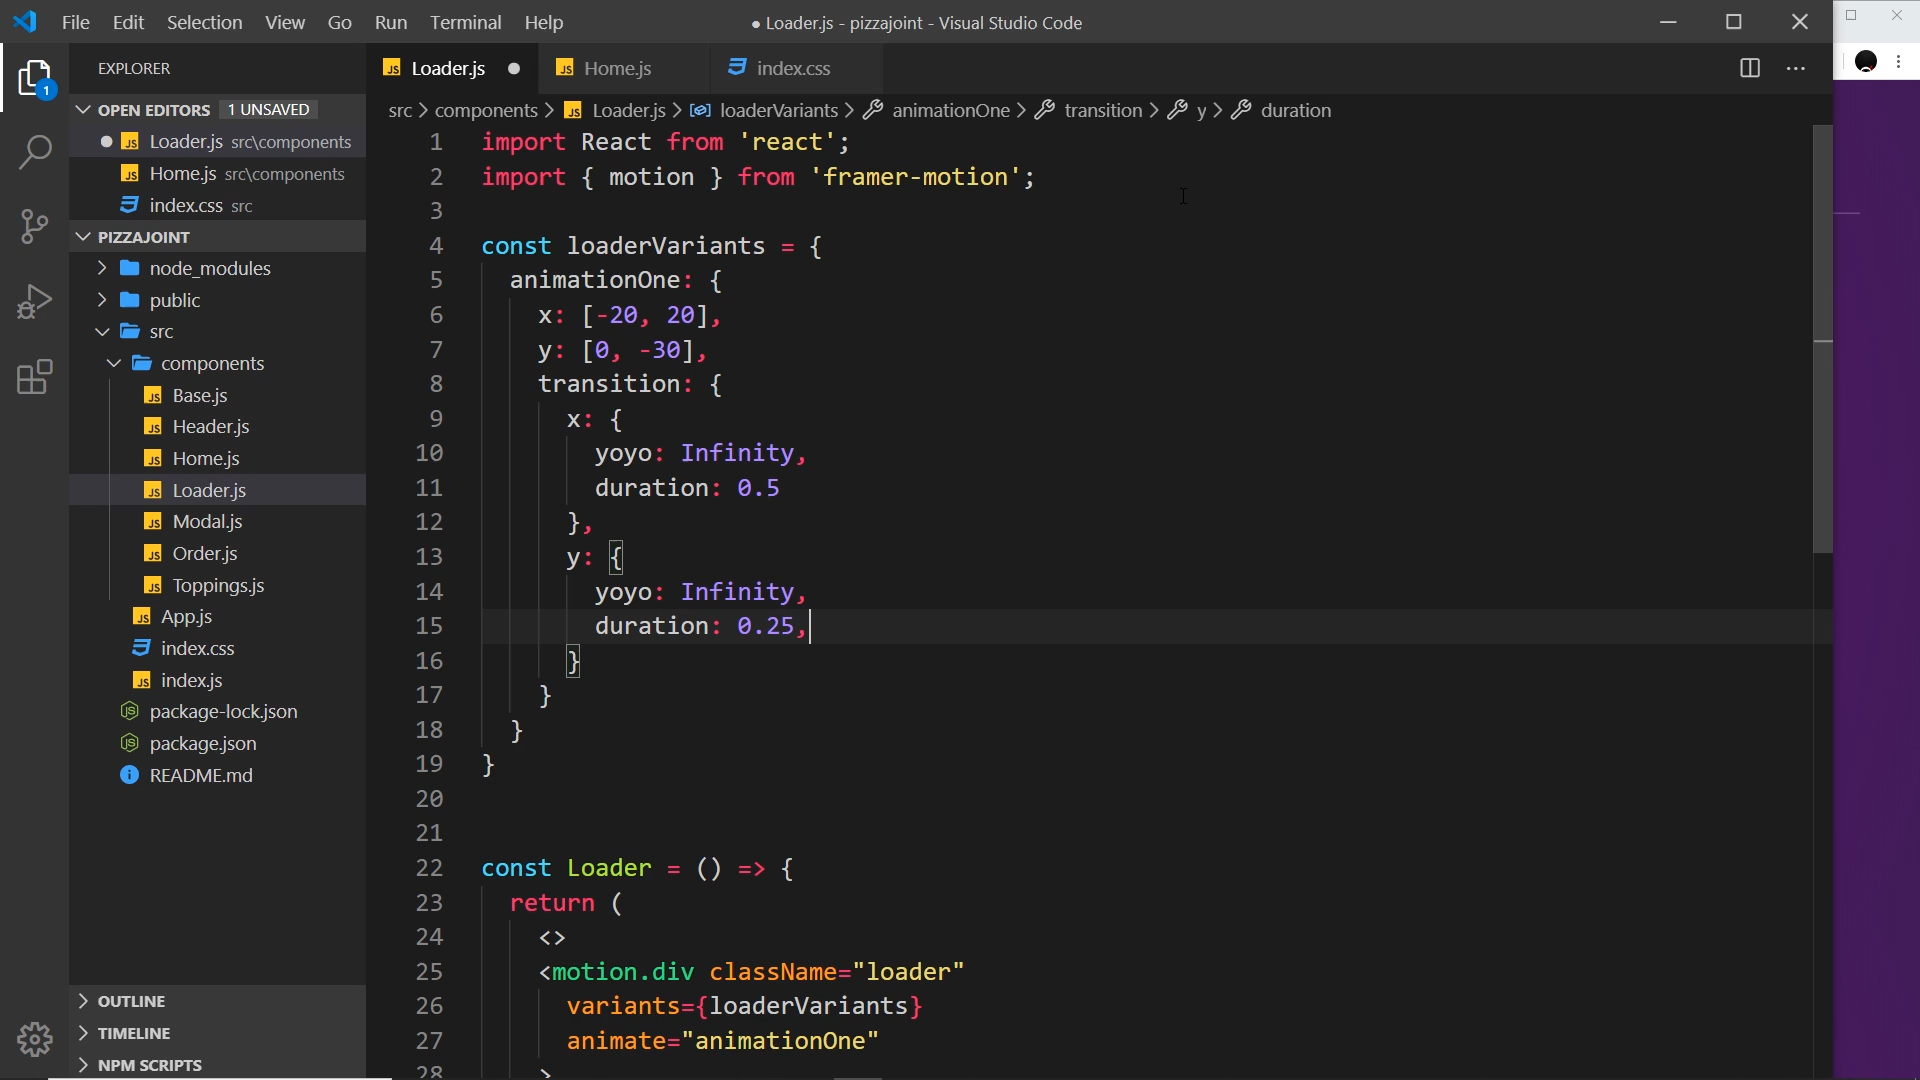 File Edit Selection View Go Run Terminal Help
● Loader.js - pizzajoint - Visual Studio Code
EXPLORER
OPEN EDITORS 1 UNSAVED
Loader.js src\components
Home.js src\components
index.css src
PIZZAJOINT
node_modules
public
src
components
Base.js
Header.js
Home.js
Loader.js
Modal.js
Order.js
Toppings.js
App.js
index.css
index.js
package-lock.json
package.json
README.md
OUTLINE
TIMELINE
NPM SCRIPTS
1
Loader.js ● Home.js index.css
src > components > Loader.js > loaderVariants > animationOne > transition > y > duration
1 import React from 'react';
2 import { motion } from 'framer-motion';
3
4 const loaderVariants = {
5 animationOne: {
6 x: [-20, 20],
7 y: [0, -30],
8 transition: {
9 x: {
10 yoyo: Infinity,
11 duration: 0.5
12 },
13 y: {
14 yoyo: Infinity,
15 duration: 0.25,
16 }
17 }
18 }
19 }
20
21
22 const Loader = () => {
23 return (
24 <>
25 <motion.div className="loader"
26 variants={loaderVariants}
27 animate="animationOne"
28 >